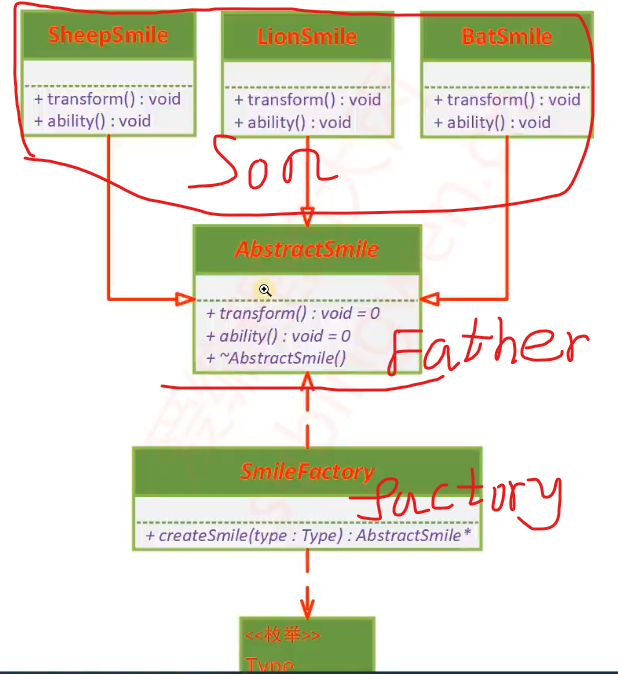 SheepSmile
LionSmile
BatSmile
+ transform() : void
+ ability() : void
+ transform() : void
+ ability() : void
+ transform() : void
+ ability() : void
Son
AbstractSmile
+ transform() : void = 0
+ ability() : void = 0
+ ~AbstractSmile()
Father
SmileFactory
factory
+ createSmile(type : Type) : AbstractSmile*
<<枚举>>
Type